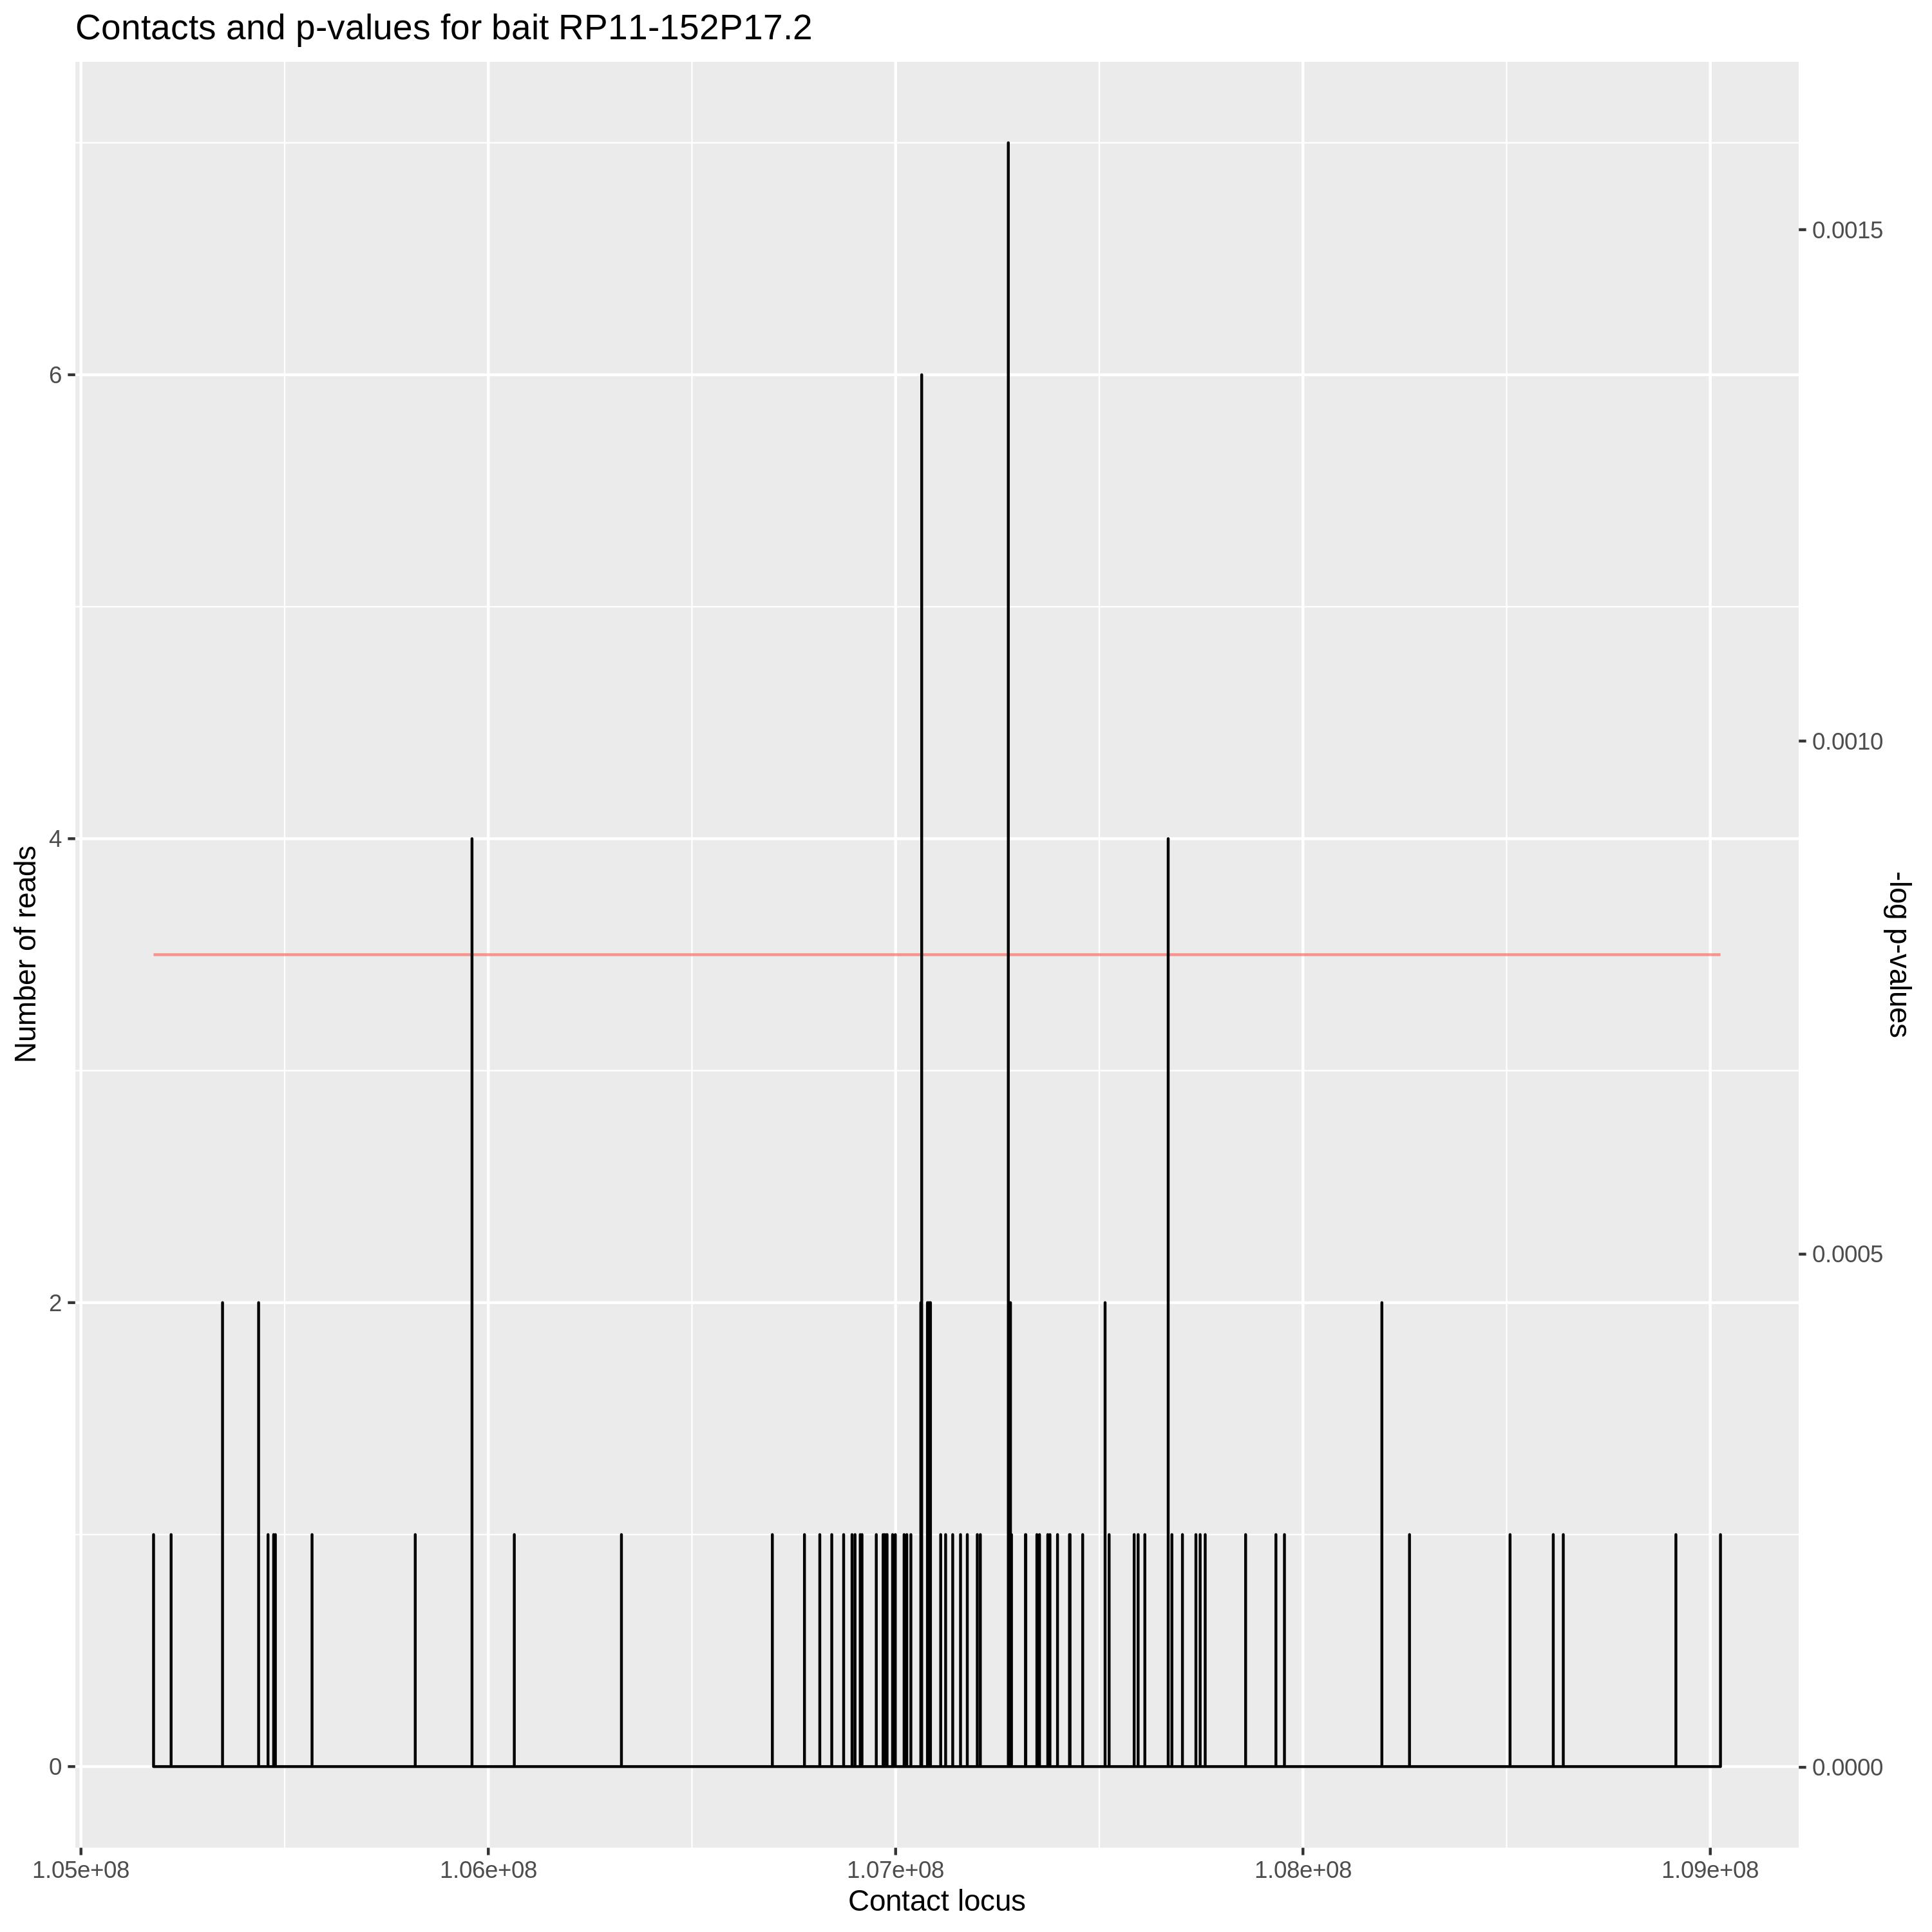 Contacts and p-values for bait RP11-152P17.2
Number of reads
6
4
2
0
0.0015
0.0010
0.0005
0.0000
-log p-values
1.05e+08
1.06e+08
1.07e+08
1.08e+08
1.09e+08
Contact locus